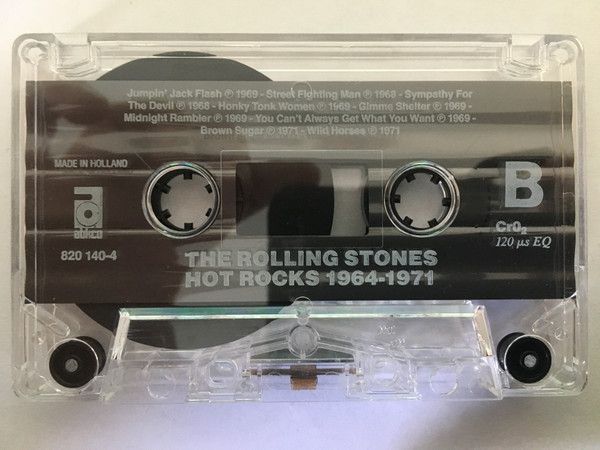 Jumpin' Jack Flash ℗ 1969 - Street Fighting Man ℗ 1968 - Sympathy For
The Devil ℗ 1968 - Honky Tonk Women ℗ 1969 - Gimme Shelter ℗ 1969 -
Midnight Rambler ℗ 1969 - You Can't Always Get What You Want ℗ 1969 -
Brown Sugar ℗ 1971 - Wild Horses ℗ 1971
MADE IN HOLLAND
B
abkco
CrO₂
820 140-4
120 µs EQ
THE ROLLING STONES
HOT ROCKS 1964-1971